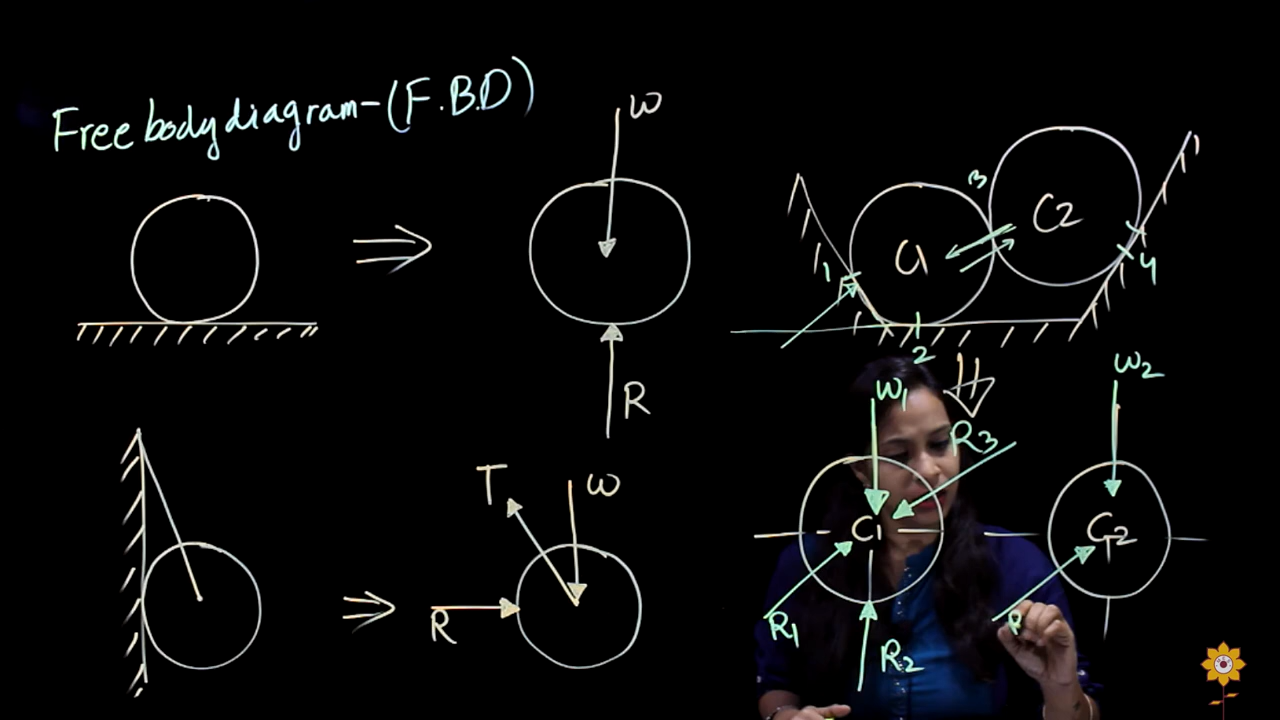 Free body diagram - (F.B.D)
W
R
T
W
R
C1
C2
1
2
3
4
W1
R3
C1
R1
R2
W2
C2
R